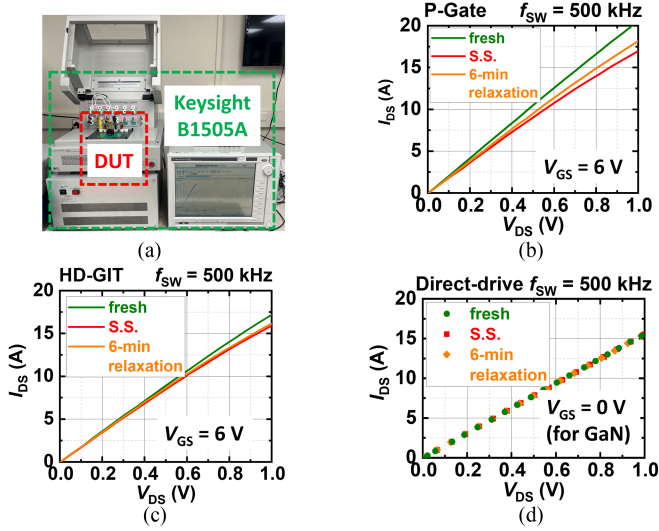 Keysight
B1505A
DUT
(a)
P-Gate f_SW = 500 kHz
fresh
S.S.
6-min
relaxation
V_GS = 6 V
I_DS (A)
20
15
10
5
0
0.0 0.2 0.4 0.6 0.8 1.0
V_DS (V)
(b)
HD-GIT f_SW = 500 kHz
fresh
S.S.
6-min
relaxation
V_GS = 6 V
I_DS (A)
20
15
10
5
0
0.0 0.2 0.4 0.6 0.8 1.0
V_DS (V)
(c)
Direct-drive f_SW = 500 kHz
fresh
S.S.
6-min
relaxation
V_GS = 0 V
(for GaN)
I_DS (A)
20
15
10
5
0
0.0 0.2 0.4 0.6 0.8 1.0
V_DS (V)
(d)